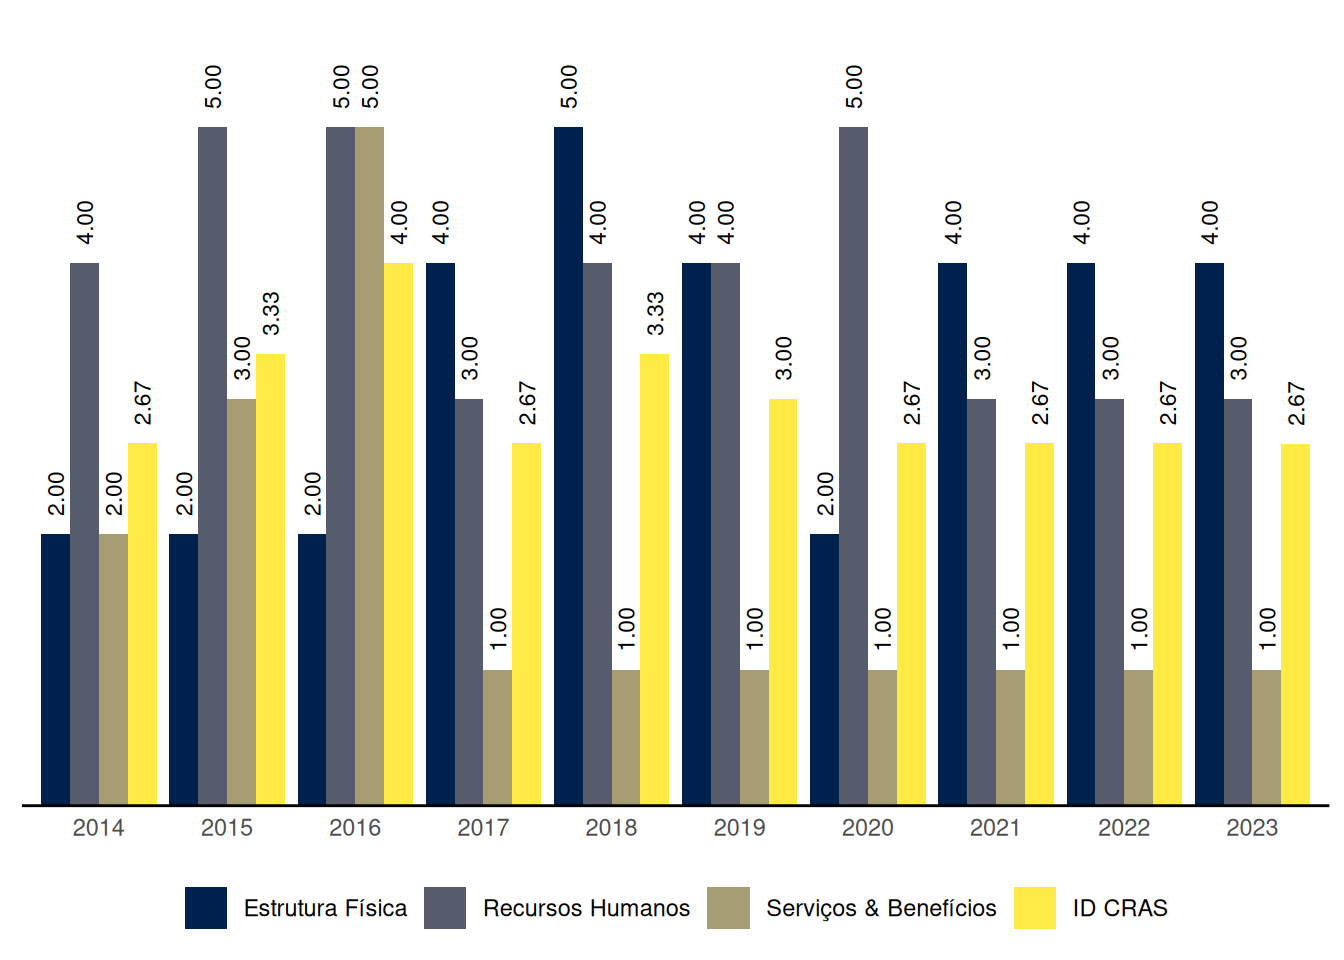 2.00 4.00 2.00 2.67
2.00 5.00 3.00 3.33
2.00 5.00 5.00 4.00
4.00 3.00 1.00 2.67
5.00 4.00 1.00 3.33
4.00 4.00 1.00 3.00
2.00 5.00 1.00 2.67
4.00 3.00 1.00 2.67
4.00 3.00 1.00 2.67
4.00 3.00 1.00 2.67
2014 2015 2016 2017 2018 2019 2020 2021 2022 2023
Estrutura Física Recursos Humanos Serviços & Benefícios ID CRAS